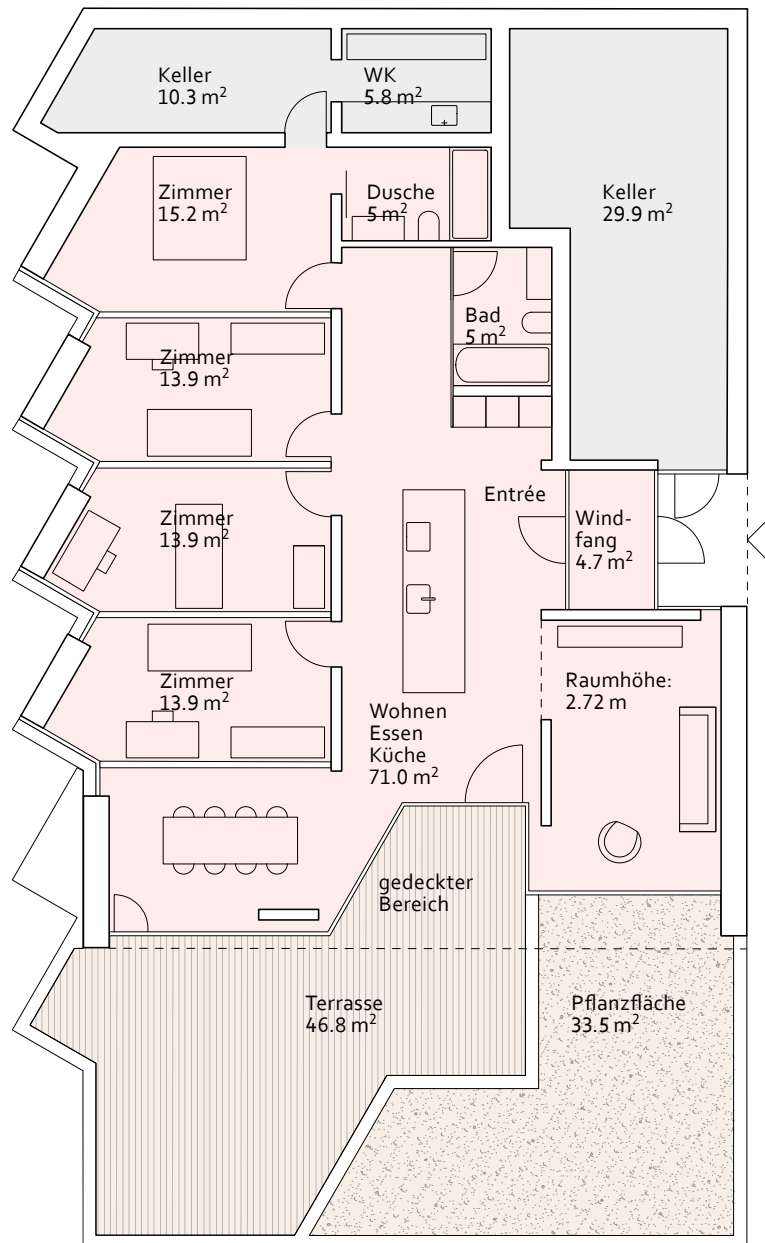 Keller
10.3 m²
WK
5.8 m²
Zimmer
15.2 m²
Dusche
5 m²
Keller
29.9 m²
Bad
5 m²
Zimmer
13.9 m²
Entrée
Zimmer
13.9 m²
Wind-
fang
4.7 m²
Zimmer
13.9 m²
Raumhöhe:
2.72 m
Wohnen
Essen
Küche
71.0 m²
gedeckter
Bereich
Terrasse
46.8 m²
Pflanzfläche
33.5 m²